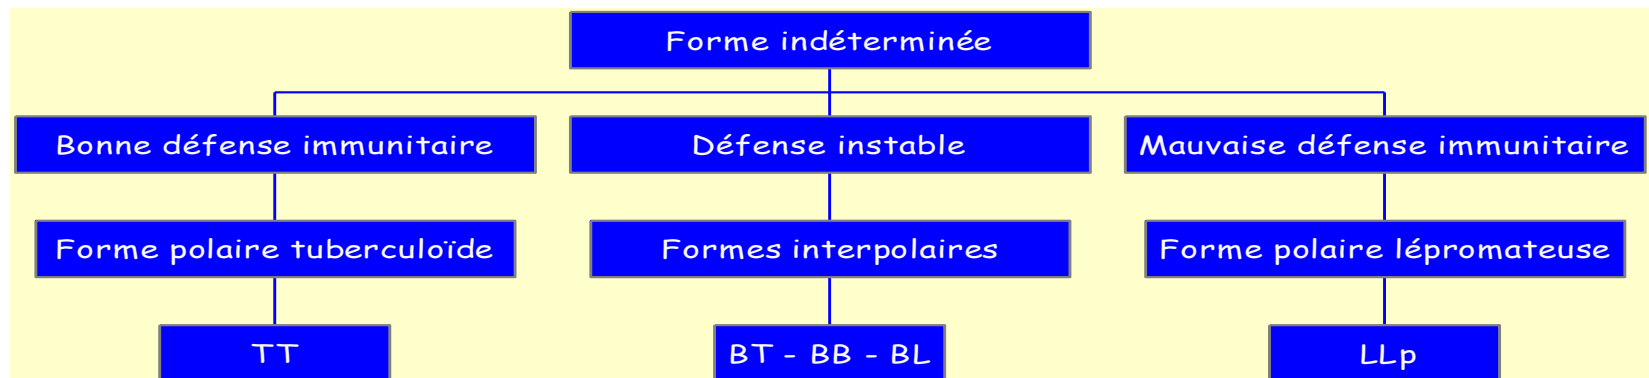 Forme indéterminée
Bonne défense immunitaire
Défense instable
Mauvaise défense immunitaire
Forme polaire tuberculoïde
Formes interpolaires
Forme polaire lépromateuse
TT
BT - BB - BL
LLp